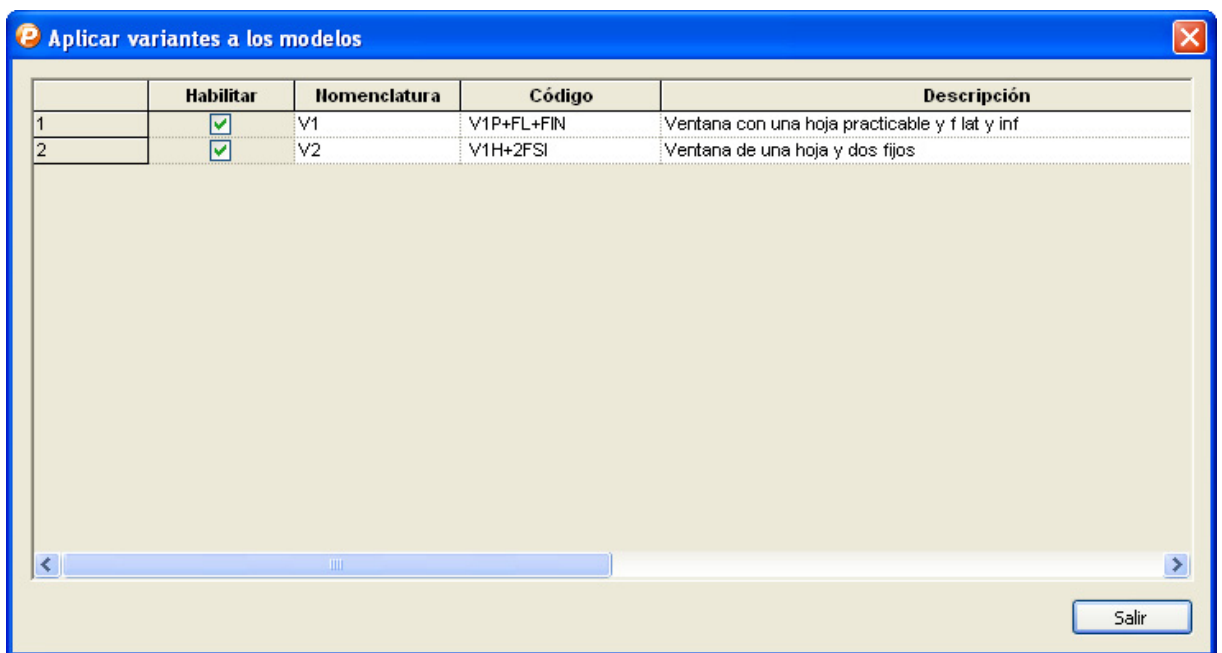 Aplicar variantes a los modelos
Habilitar Nomenclatura Código Descripción
1 V1 V1P+FL+FIN Ventana con una hoja practicable y f lat y inf
2 V2 V1H+2FSI Ventana de una hoja y dos fijos
Salir